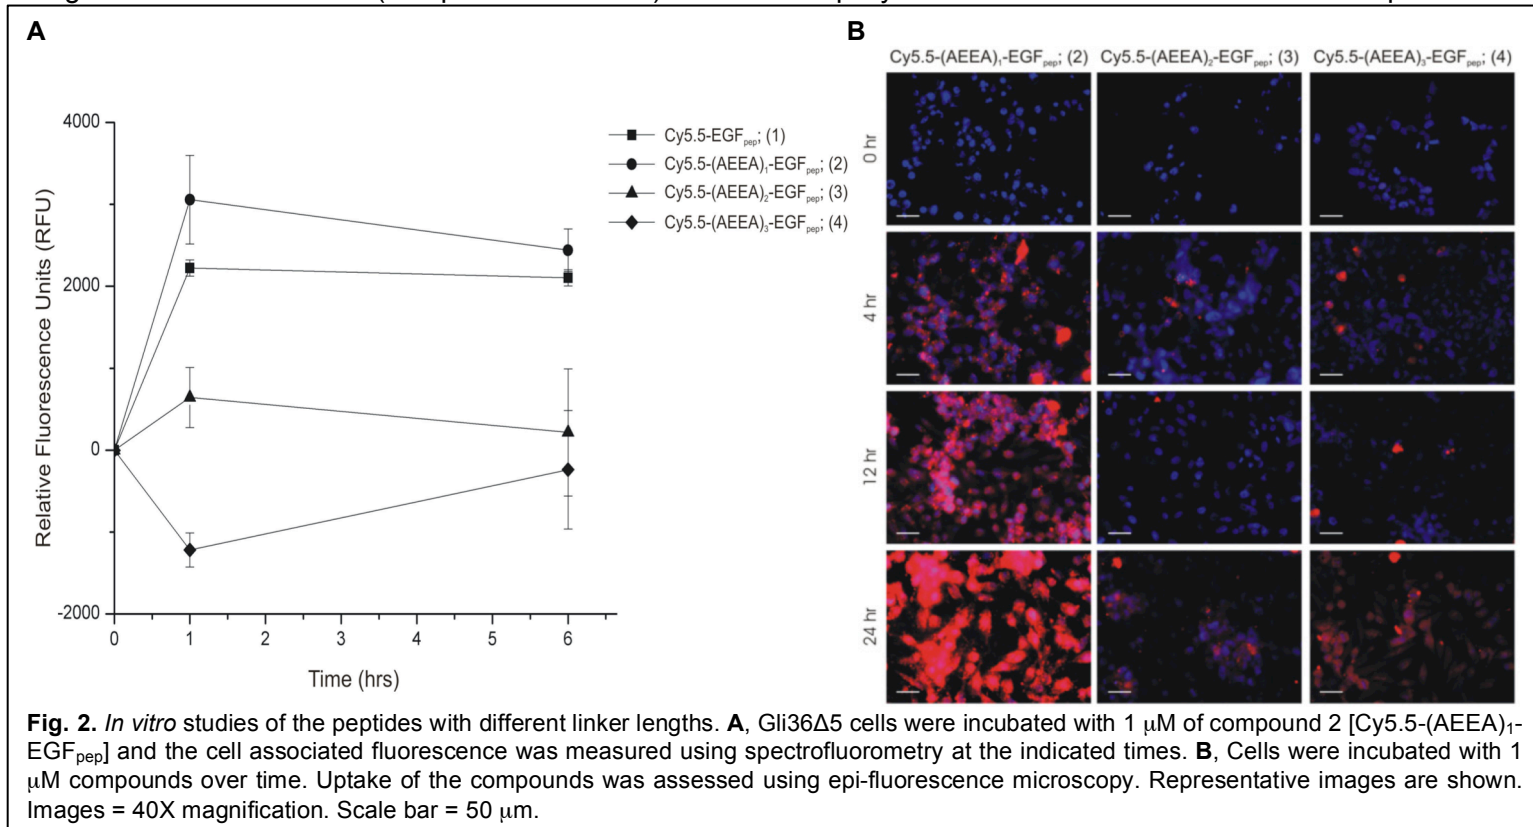 A
B
4000
2000
0
-2000
Relative Fluorescence Units (RFU)
0 1 2 3 4 5 6
Time (hrs)
Cy5.5-EGFpep; (1)
Cy5.5-(AEEA)1-EGFpep; (2)
Cy5.5-(AEEA)2-EGFpep; (3)
Cy5.5-(AEEA)3-EGFpep; (4)
Cy5.5-(AEEA)1-EGFpep; (2) Cy5.5-(AEEA)2-EGFpep; (3) Cy5.5-(AEEA)3-EGFpep; (4)
0 hr
4 hr
12 hr
24 hr
Fig. 2. In vitro studies of the peptides with different linker lengths. A, Gli36Δ5 cells were incubated with 1 μM of compound 2 [Cy5.5-(AEEA)1-
EGFpep] and the cell associated fluorescence was measured using spectrofluorometry at the indicated times. B, Cells were incubated with 1
μM compounds over time. Uptake of the compounds was assessed using epi-fluorescence microscopy. Representative images are shown.
Images = 40X magnification. Scale bar = 50 μm.